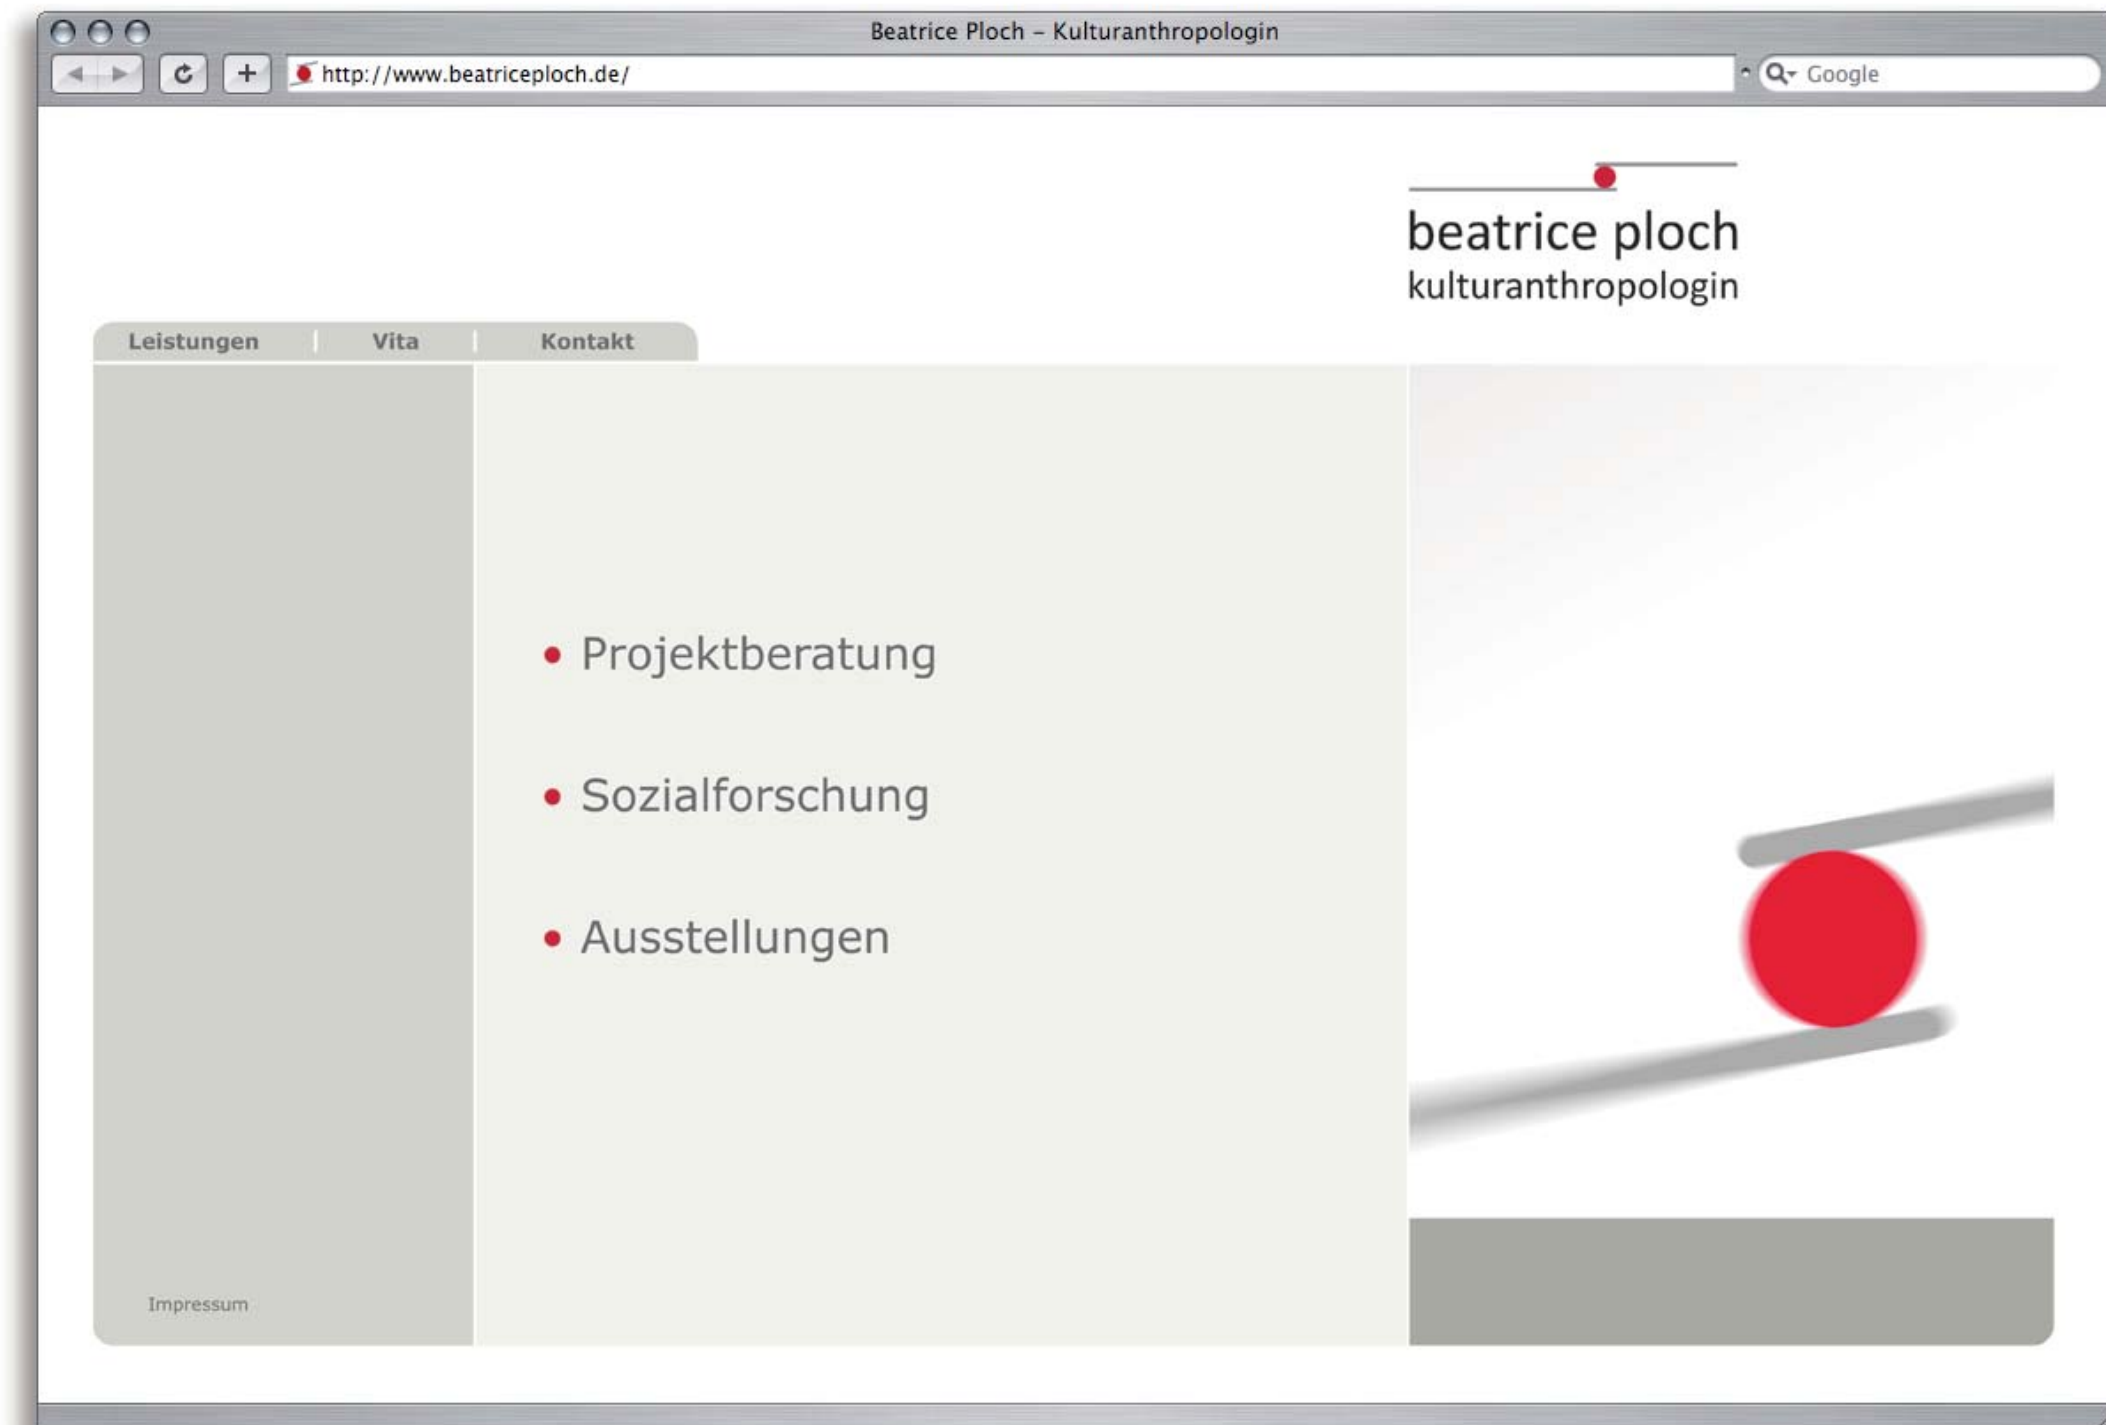 Beatrice Ploch – Kulturanthropologin
http://www.beatriceploch.de/
Google
beatrice ploch
kulturanthropologin
Leistungen Vita Kontakt
• Projektberatung
• Sozialforschung
• Ausstellungen
Impressum